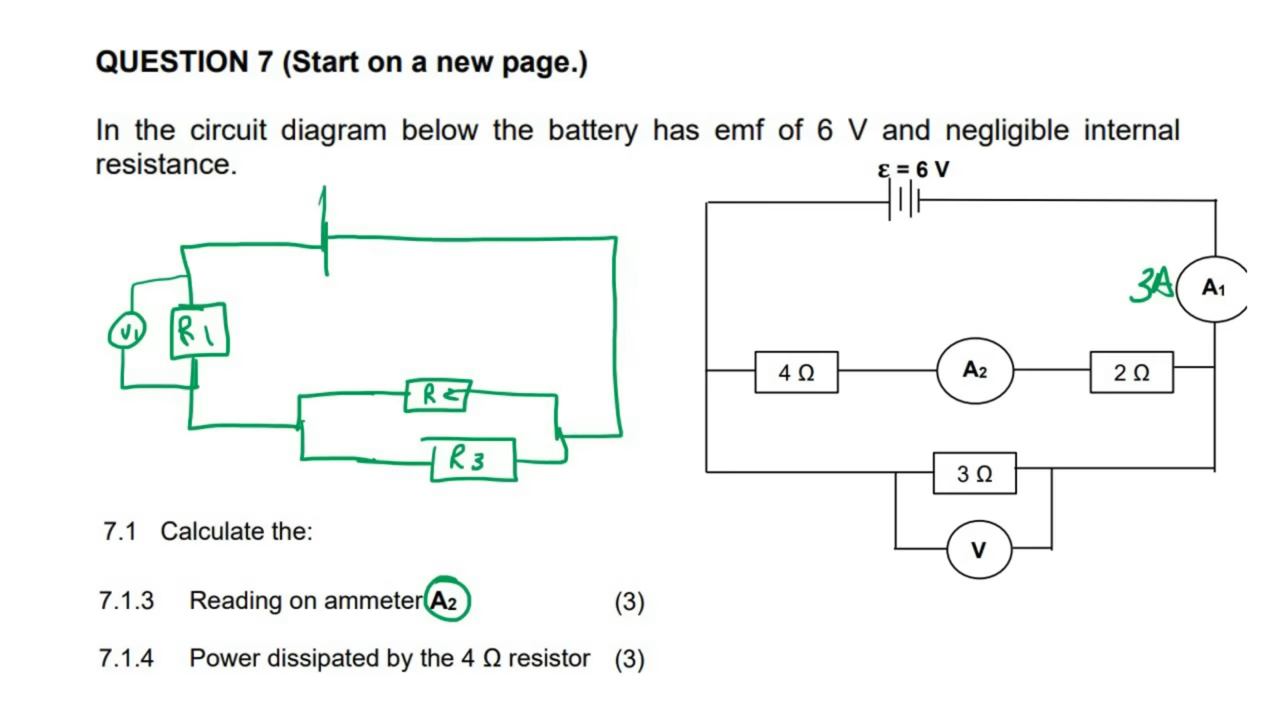 QUESTION 7 (Start on a new page.)
In the circuit diagram below the battery has emf of 6 V and negligible internal
resistance.
ε = 6 V
3A
A1
V1
R1
4 Ω
A2
2 Ω
R2
R3
3 Ω
V
7.1 Calculate the:
7.1.3 Reading on ammeter A2 (3)
7.1.4 Power dissipated by the 4 Ω resistor (3)